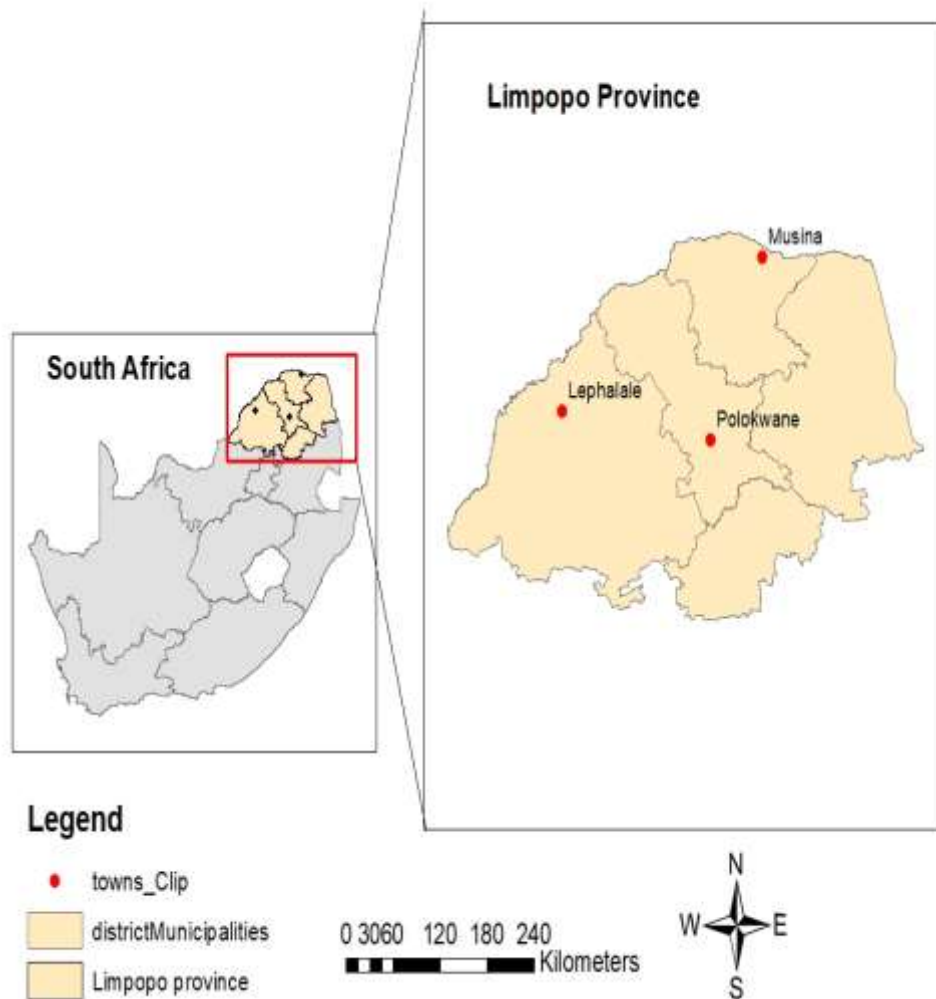 Limpopo Province
Musina
Lephalale
Polokwane
South Africa
Legend
towns_Clip
districtMunicipalities
Limpopo province
0 3060 120 180 240
Kilometers
N
W E
S